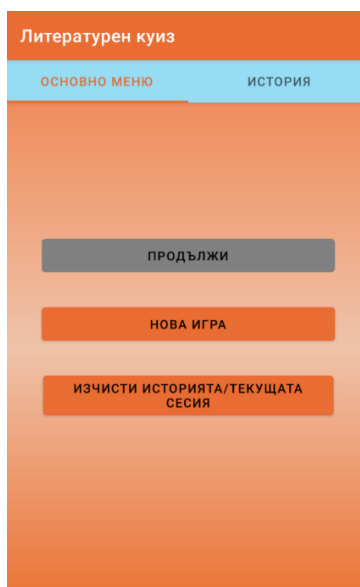 Литературен куиз
ОСНОВНО МЕНЮ ИСТОРИЯ
ПРОДЪЛЖИ
НОВА ИГРА
ИЗЧИСТИ ИСТОРИЯТА/ТЕКУЩАТА
СЕСИЯ